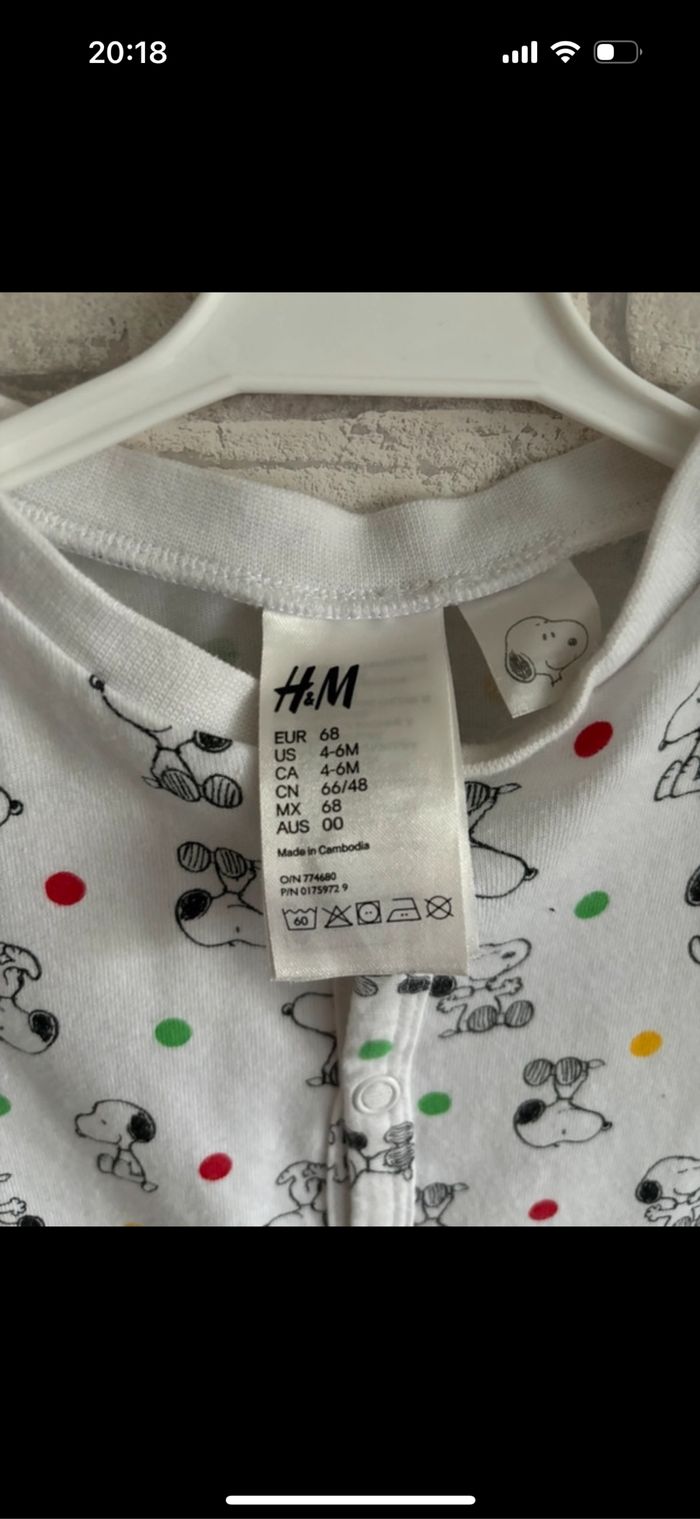 20:18
H&M
EUR 68
US 4-6M
CA 4-6M
CN 66/48
MX 68
AUS 00
Made in Cambodia
O/N 774680
P/N 0175972 9
60